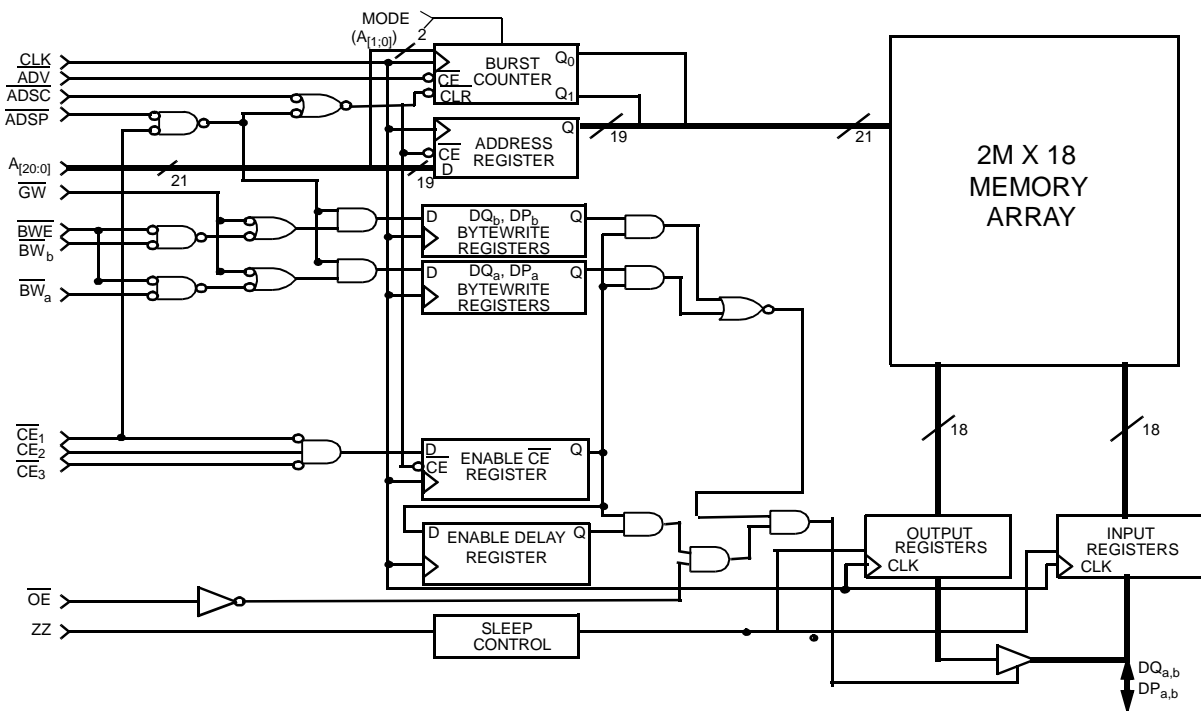 MODE
(A[1;0])
2
CLK
ADV
ADSC
ADSP
A[20:0]
21
GW
BWE
BWb
BWa
CE1
CE2
CE3
OE
ZZ
BURST
COUNTER
CE
CLR
Q0
Q1
ADDRESS
REGISTER
CE
D
Q
19
19
21
2M X 18
MEMORY
ARRAY
D
DQb, DPb
BYTEWRITE
REGISTERS
Q
D
DQa, DPa
BYTEWRITE
REGISTERS
Q
D
CE
ENABLE CE
REGISTER
Q
D
ENABLE DELAY
REGISTER
Q
18
18
OUTPUT
REGISTERS
CLK
INPUT
REGISTERS
CLK
SLEEP
CONTROL
DQa,b
DPa,b